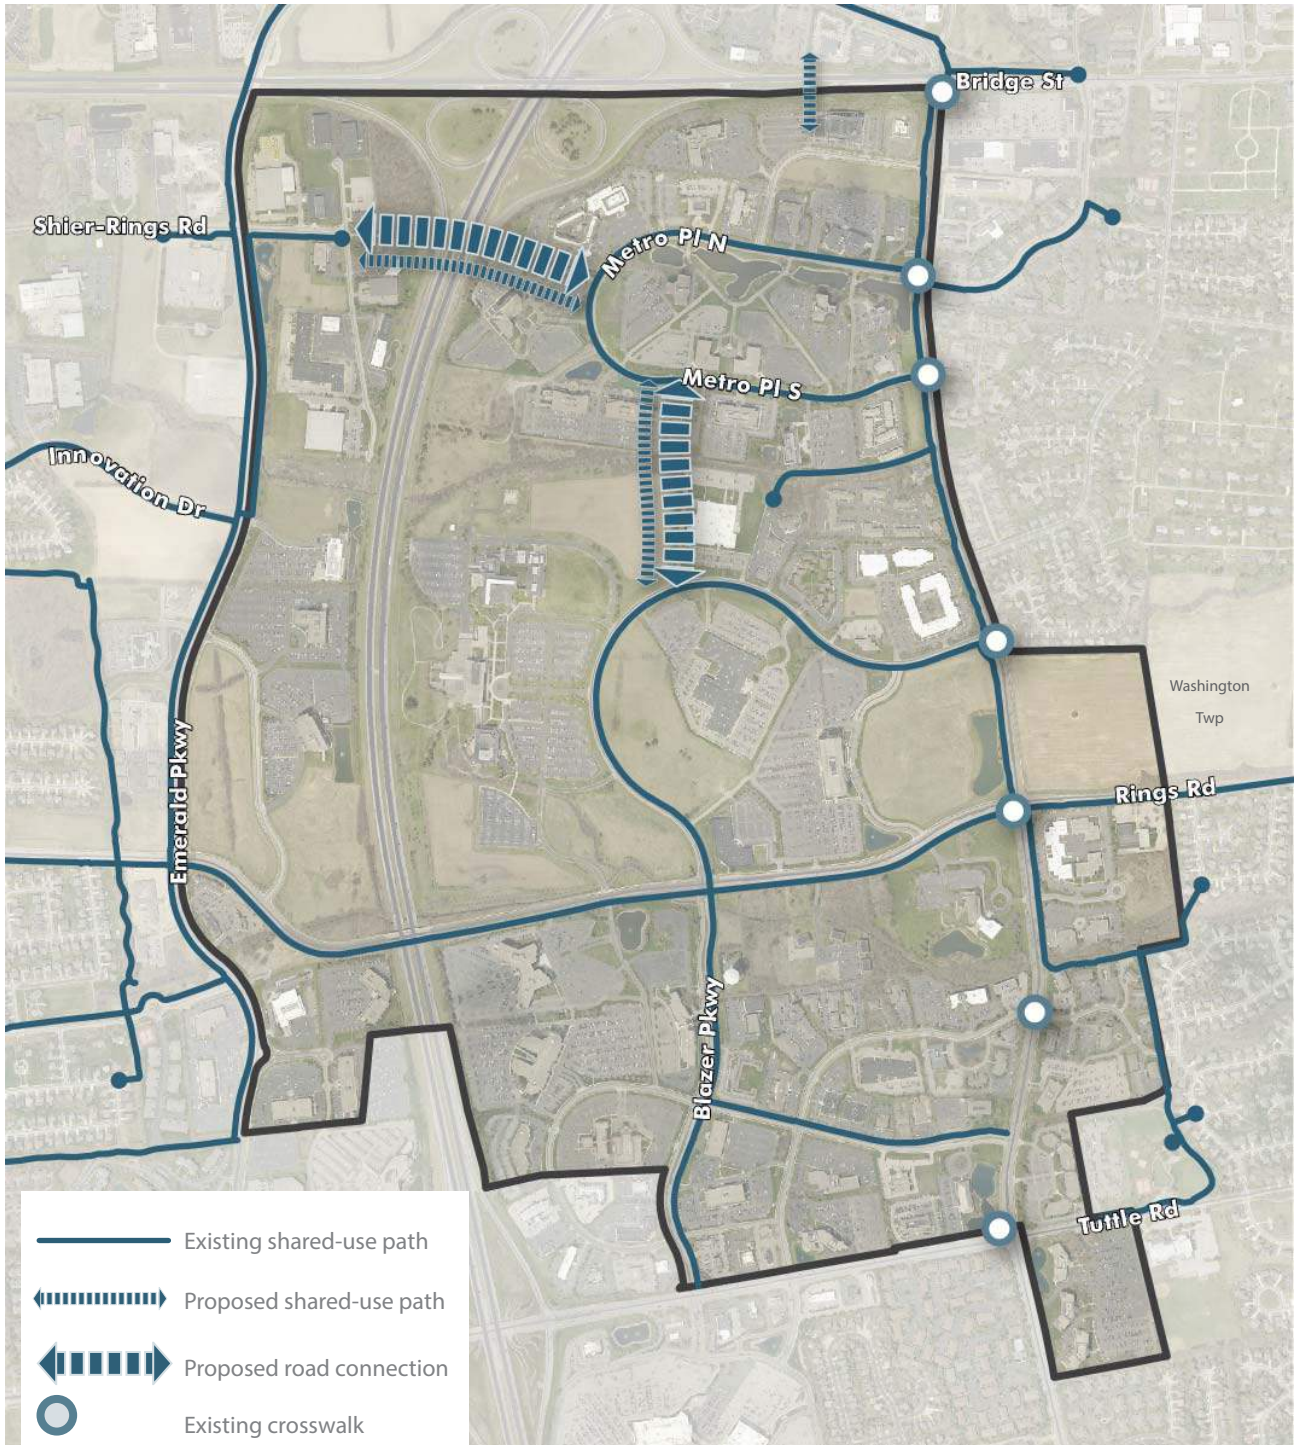 Bridge St
Shier-Rings Rd
Metro Pl N
Metro Pl S
Innovation Dr
Washington
Twp
Emerald Pkwy
Rings Rd
Blazer Pkwy
Tuttle Rd
Existing shared-use path
Proposed shared-use path
Proposed road connection
Existing crosswalk